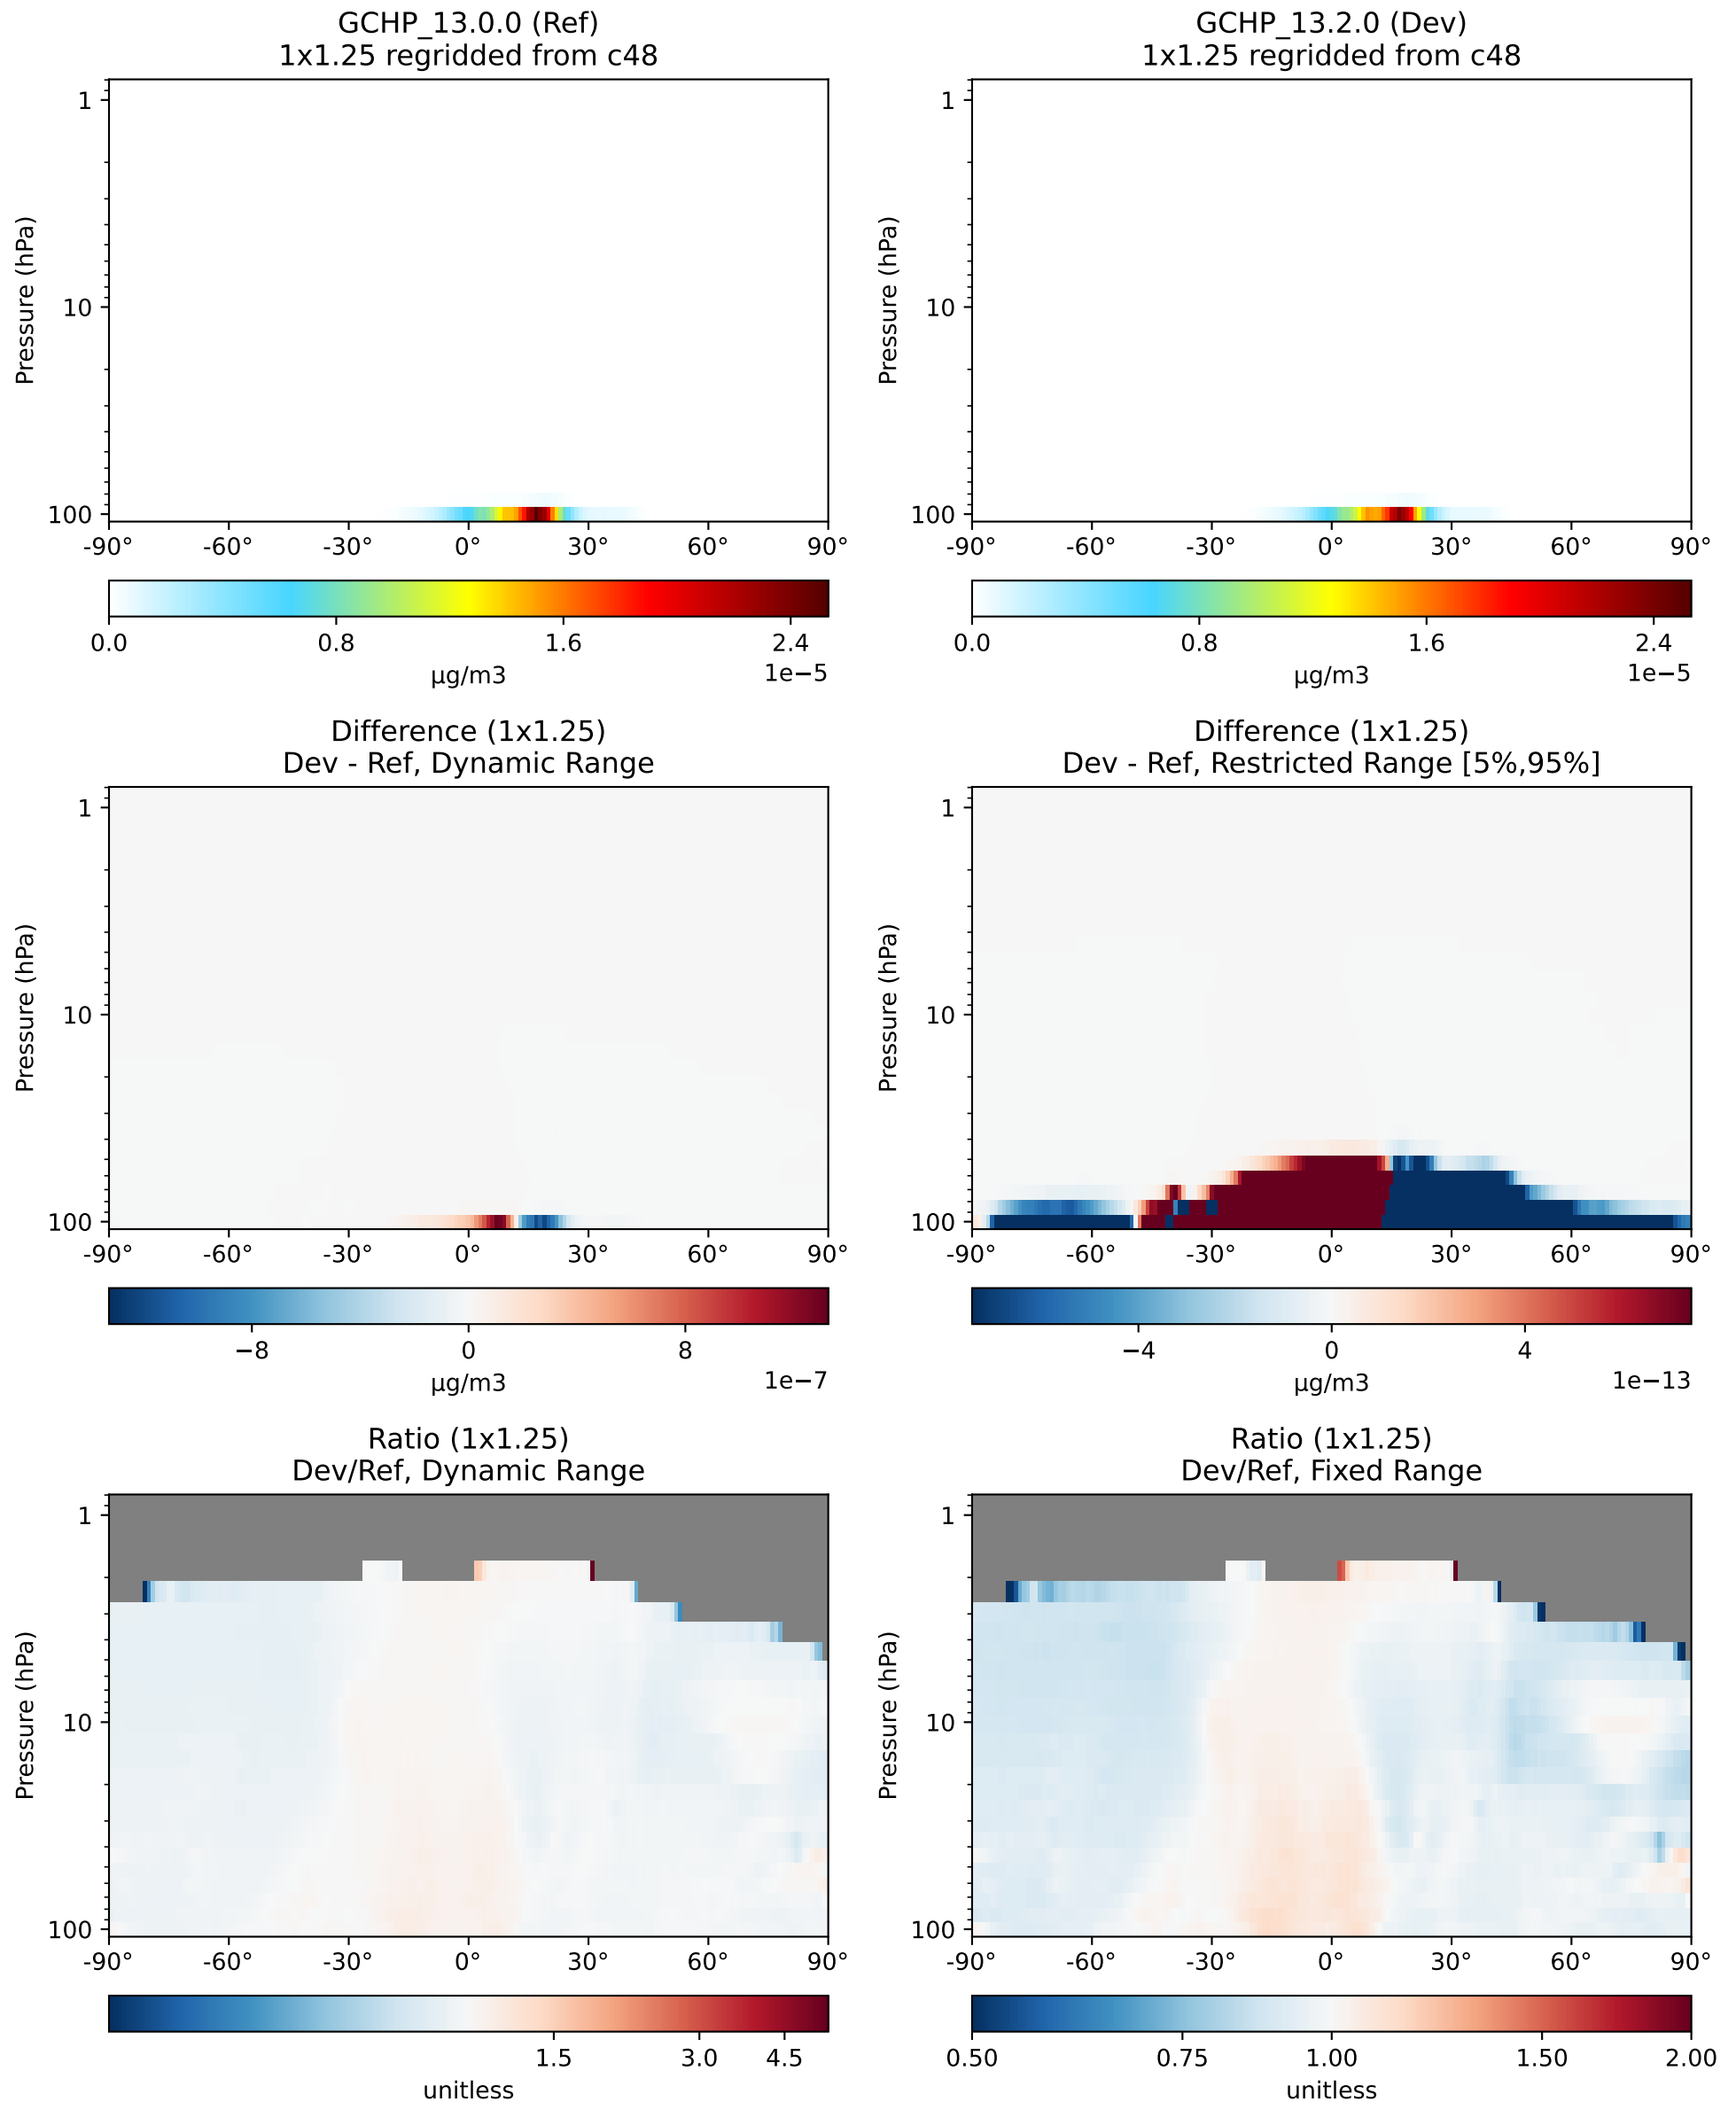 GCHP_13.0.0 (Ref)
1x1.25 regridded from c48
Pressure (hPa)
1
10
100
-90° -60° -30° 0° 30° 60° 90°
0.0 0.8 1.6 2.4
1e−5
µg/m3
GCHP_13.2.0 (Dev)
1x1.25 regridded from c48
Pressure (hPa)
1
10
100
-90° -60° -30° 0° 30° 60° 90°
0.0 0.8 1.6 2.4
1e−5
µg/m3
Difference (1x1.25)
Dev - Ref, Dynamic Range
Pressure (hPa)
1
10
100
-90° -60° -30° 0° 30° 60° 90°
−8 0 8
1e−7
µg/m3
Difference (1x1.25)
Dev - Ref, Restricted Range [5%,95%]
Pressure (hPa)
1
10
100
-90° -60° -30° 0° 30° 60° 90°
−4 0 4
1e−13
µg/m3
Ratio (1x1.25)
Dev/Ref, Dynamic Range
Pressure (hPa)
1
10
100
-90° -60° -30° 0° 30° 60° 90°
1.5 3.0 4.5
unitless
Ratio (1x1.25)
Dev/Ref, Fixed Range
Pressure (hPa)
1
10
100
-90° -60° -30° 0° 30° 60° 90°
0.50 0.75 1.00 1.50 2.00
unitless